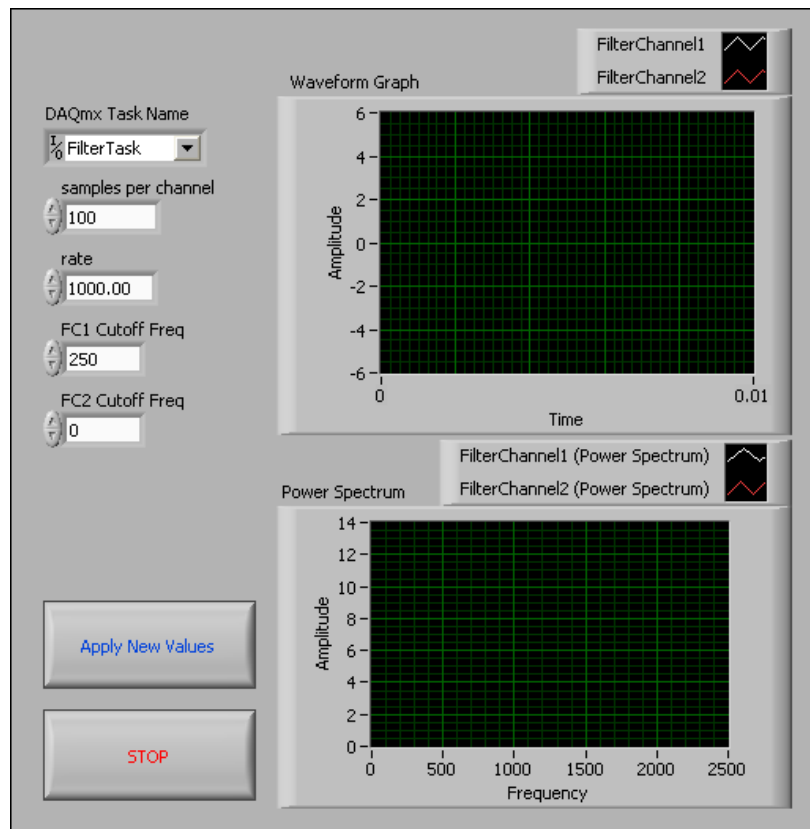 DAQmx Task Name
I/O FilterTask
samples per channel
100
rate
1000.00
FC1 Cutoff Freq
250
FC2 Cutoff Freq
0
Apply New Values
STOP
FilterChannel1
FilterChannel2
Waveform Graph
Amplitude
6
4
2
0
-2
-4
-6
0 0.01
Time
FilterChannel1 (Power Spectrum)
FilterChannel2 (Power Spectrum)
Power Spectrum
Amplitude
14
12
10
8
6
4
2
0
0 500 1000 1500 2000 2500
Frequency